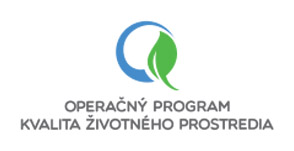 OPERAČNÝ PROGRAM
KVALITA ŽIVOTNÉHO PROSTREDIA